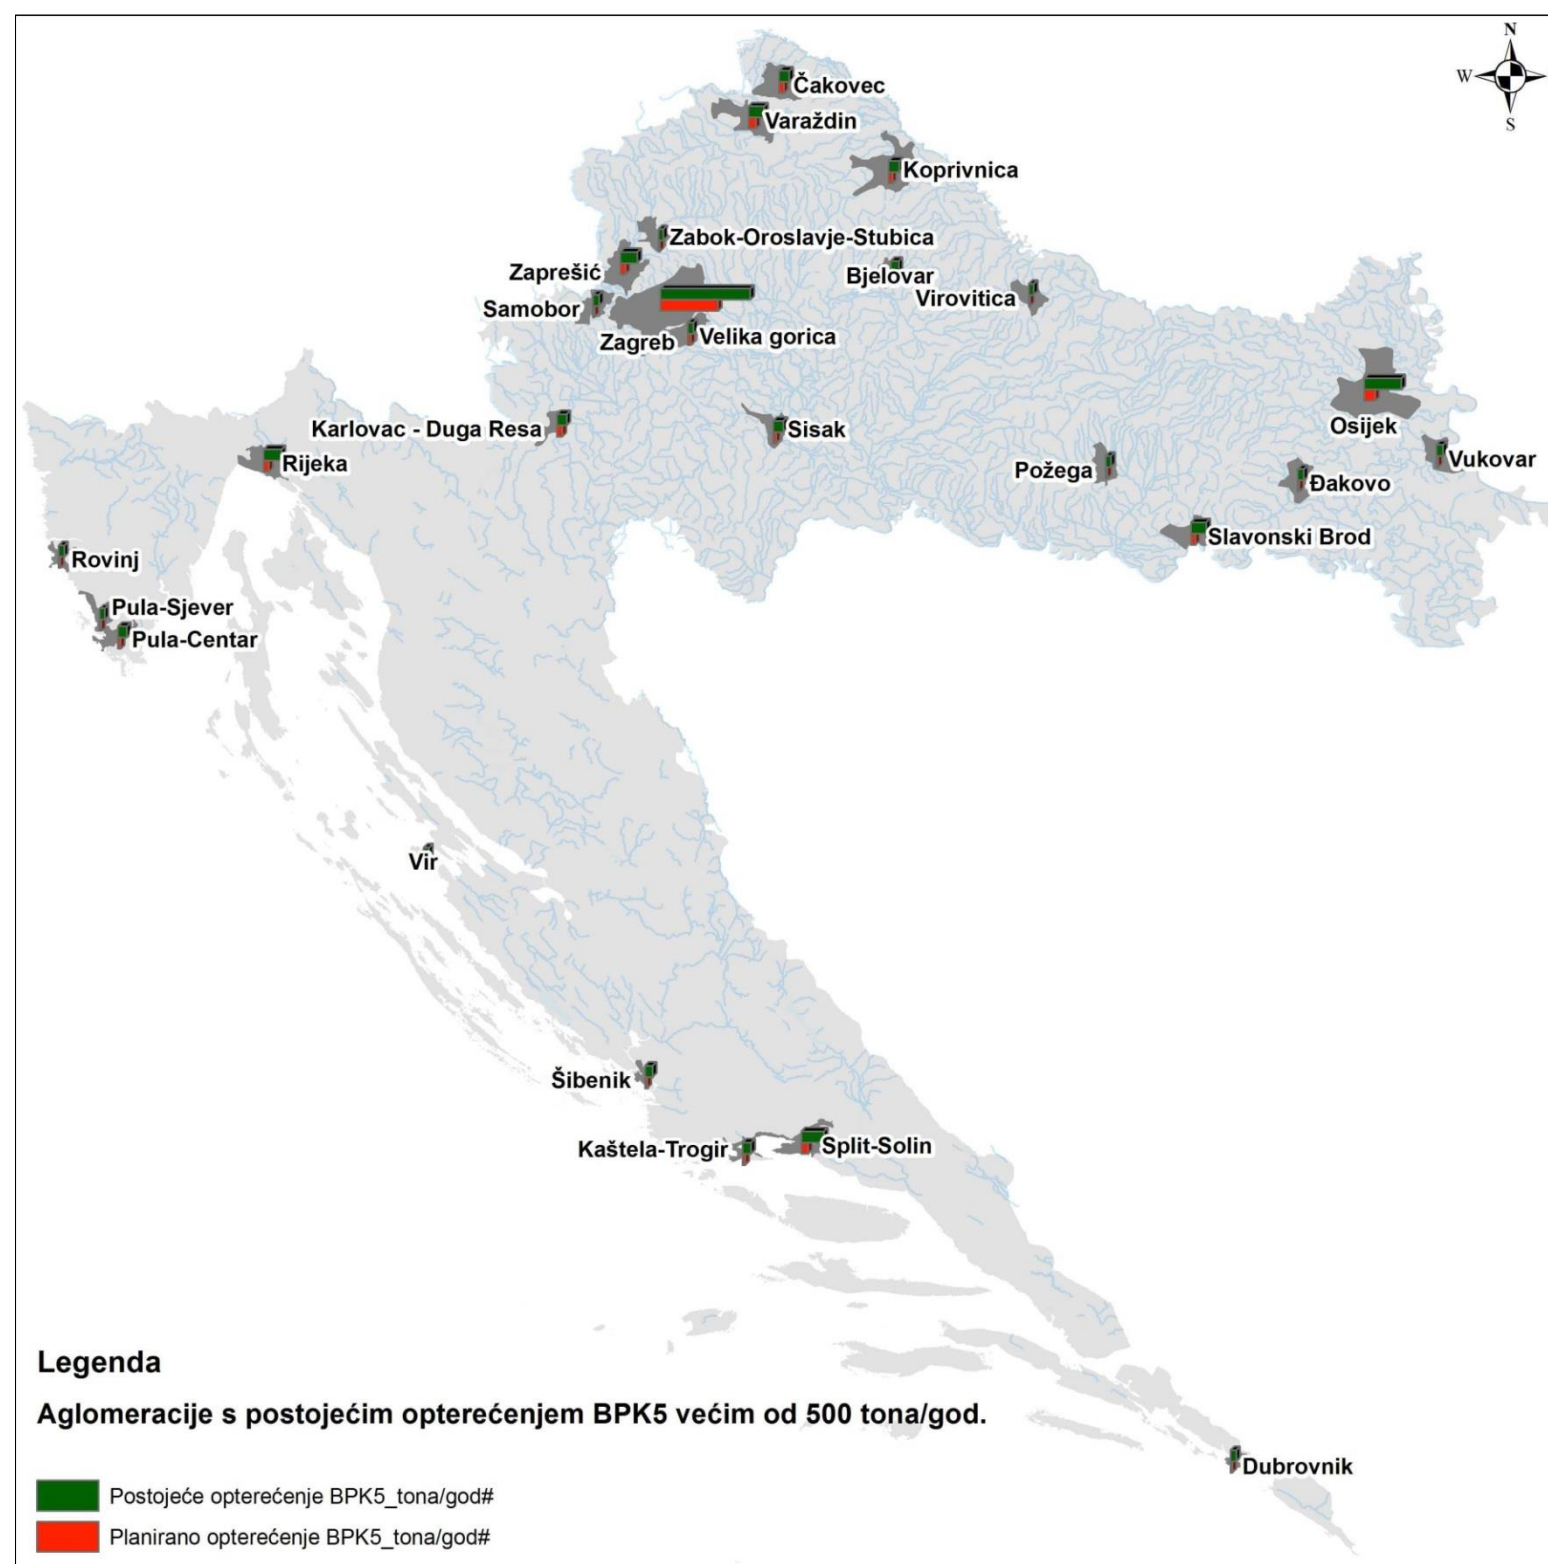 N
W
S
Čakovec
Varaždin
Koprivnica
Zabok-Oroslavje-Stubica
Zaprešić
Bjelovar
Virovitica
Samobor
Zagreb
Velika gorica
Osijek
Karlovac - Duga Resa
Sisak
Rijeka
Požega
Vukovar
Đakovo
Slavonski Brod
Rovinj
Pula-Sjever
Pula-Centar
Vir
Šibenik
Kaštela-Trogir
Split-Solin
Dubrovnik
Legenda
Aglomeracije s postojećim opterećenjem BPK5 većim od 500 tona/god.
Postojeće opterećenje BPK5_tona/god#
Planirano opterećenje BPK5_tona/god#